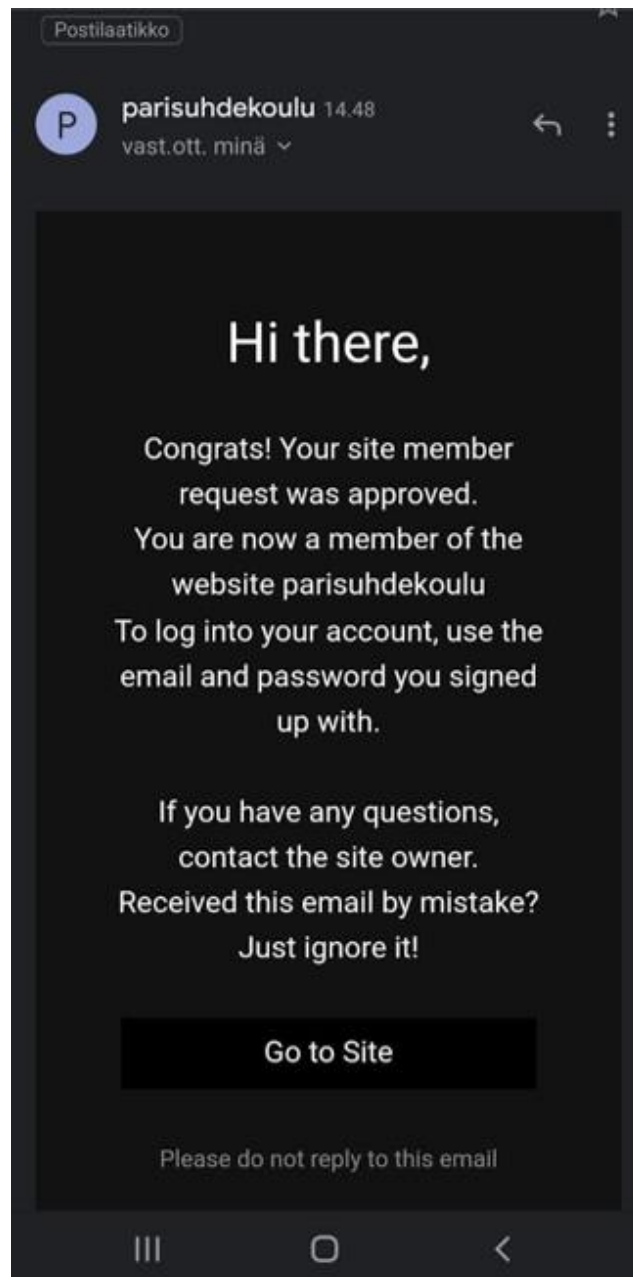 Postilaatikko
P
parisuhdekoulu 14.48
vast.ott. minä
Hi there,
Congrats! Your site member
request was approved.
You are now a member of the
website parisuhdekoulu
To log into your account, use the
email and password you signed
up with.
If you have any questions,
contact the site owner.
Received this email by mistake?
Just ignore it!
Go to Site
Please do not reply to this email